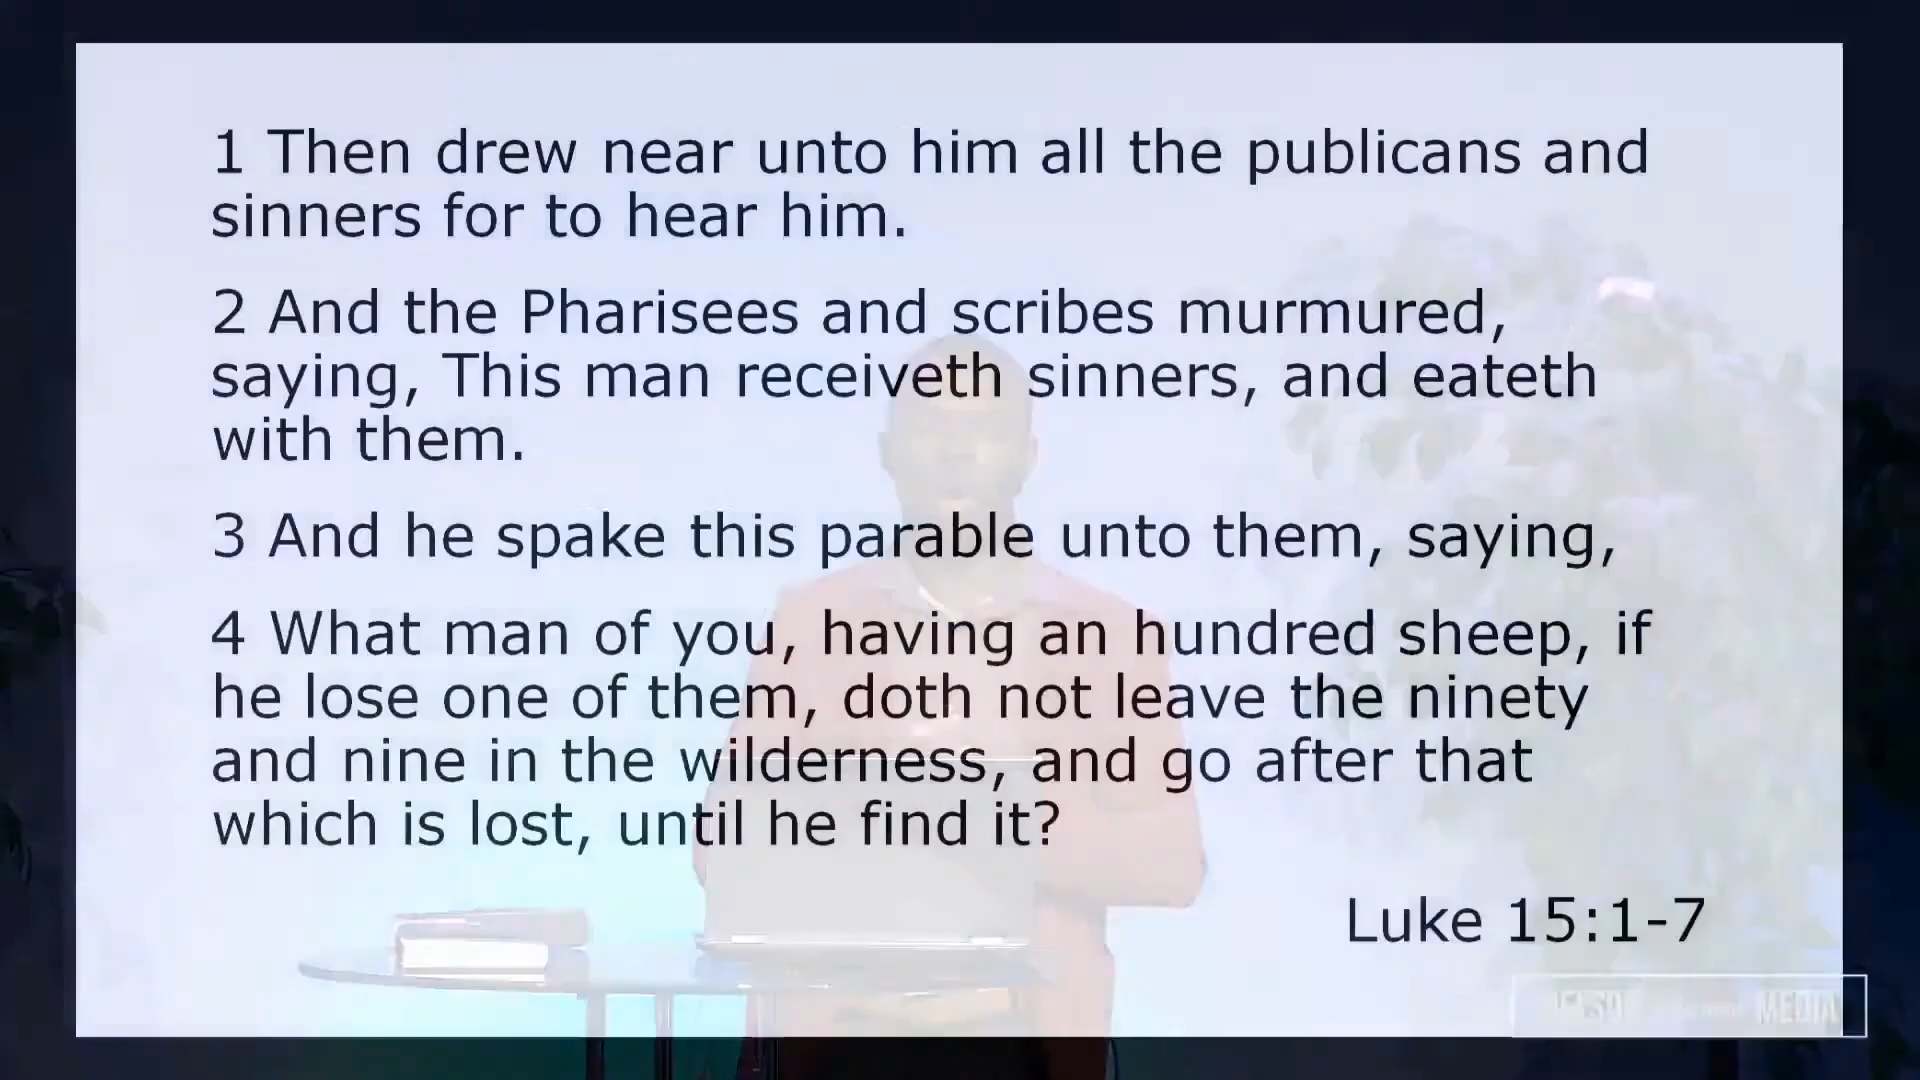 1 Then drew near unto him all the publicans and
sinners for to hear him.
2 And the Pharisees and scribes murmured,
saying, This man receiveth sinners, and eateth
with them.
3 And he spake this parable unto them, saying,
4 What man of you, having an hundred sheep, if
he lose one of them, doth not leave the ninety
and nine in the wilderness, and go after that
which is lost, until he find it?
Luke 15:1-7
MEDIA